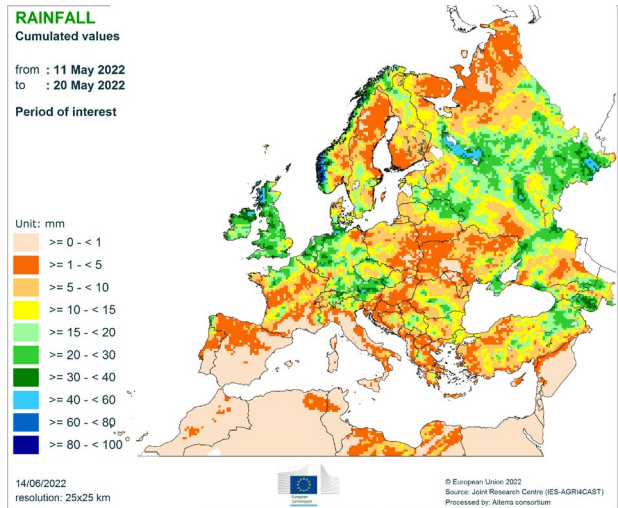 RAINFALL
Cumulated values
from : 11 May 2022
to : 20 May 2022
Period of interest
Unit: mm
>= 0 - < 1
>= 1 - < 5
>= 5 - < 10
>= 10 - < 15
>= 15 - < 20
>= 20 - < 30
>= 30 - < 40
>= 40 - < 60
>= 60 - < 80
>= 80 - < 100
14/06/2022
resolution: 25x25 km
European
Commission
© European Union 2022
Source: Joint Research Centre (IES-AGRI4CAST)
Processed by: Alterra consortium